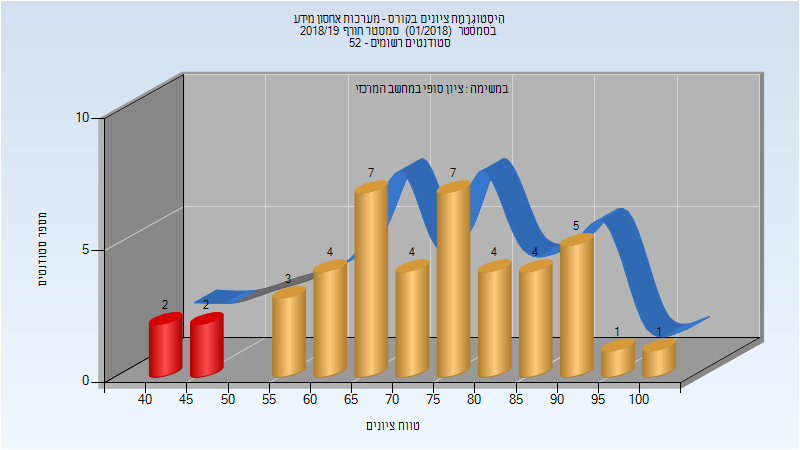 היסטוגרמת ציונים בקורס - מערכות אחסון מידע
בסמסטר (01/2018) סמסטר חורף 2018/19
סטודנטים רשומים - 52
במשימה : ציון סופי במחשב המרכזי
10
5
0
מספר סטודנטים
2
2
3
4
7
4
7
4
4
5
1
1
40 45 50 55 60 65 70 75 80 85 90 95 100
טווח ציונים